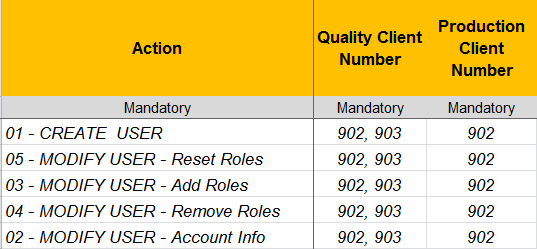 Action Quality Client Number Production Client Number
Mandatory Mandatory Mandatory
01 - CREATE  USER 902, 903 902
05 - MODIFY USER - Reset Roles 902, 903 902
03 - MODIFY USER - Add Roles 902, 903 902
04 - MODIFY USER - Remove Roles 902, 903 902
02 - MODIFY USER - Account Info 902, 903 902